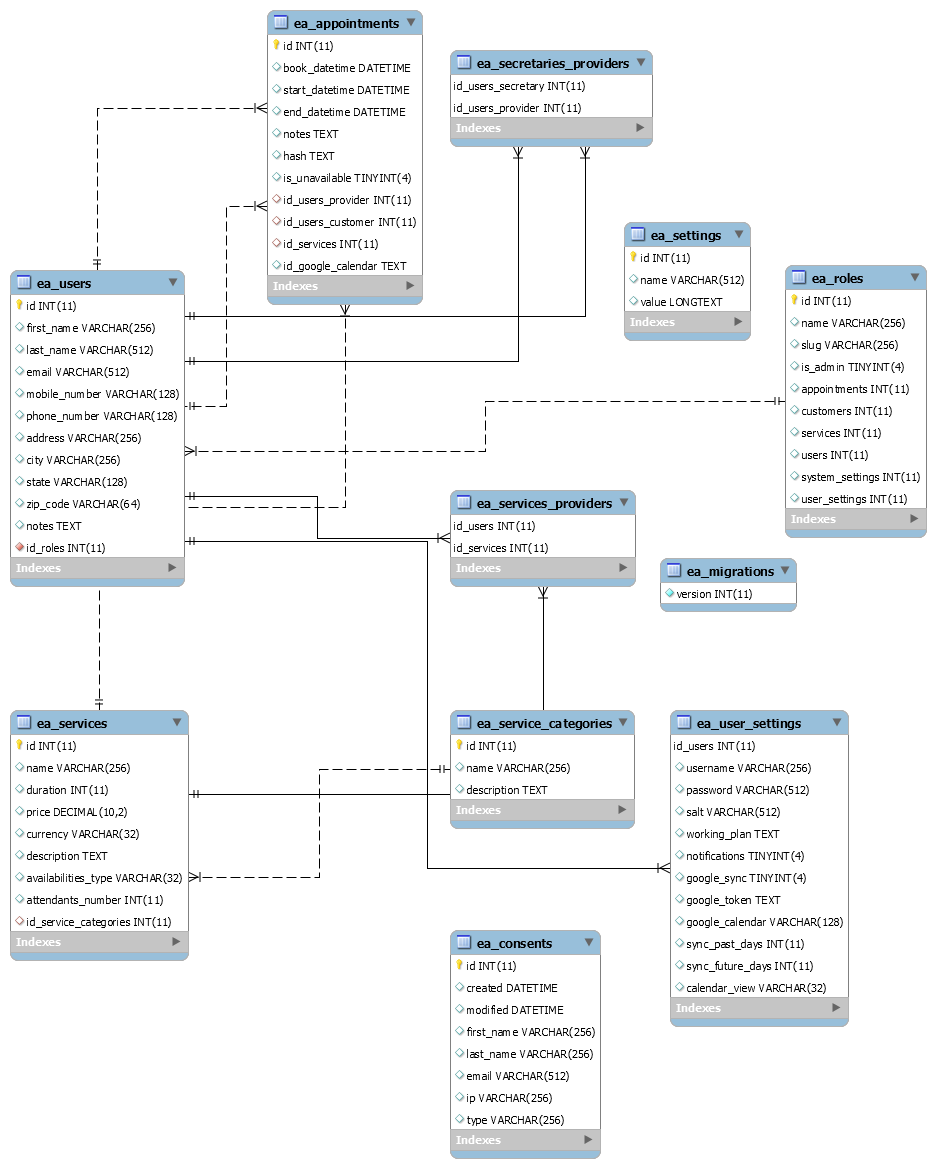 ea_appointments
id INT(11)
book_datetime DATETIME
start_datetime DATETIME
end_datetime DATETIME
notes TEXT
hash TEXT
is_unavailable TINYINT(4)
id_users_provider INT(11)
id_users_customer INT(11)
id_services INT(11)
id_google_calendar TEXT
Indexes
ea_secretaries_providers
id_users_secretary INT(11)
id_users_provider INT(11)
Indexes
ea_settings
id INT(11)
name VARCHAR(512)
value LONGTEXT
Indexes
ea_roles
id INT(11)
name VARCHAR(256)
slug VARCHAR(256)
is_admin TINYINT(4)
appointments INT(11)
customers INT(11)
services INT(11)
users INT(11)
system_settings INT(11)
user_settings INT(11)
Indexes
ea_users
id INT(11)
first_name VARCHAR(256)
last_name VARCHAR(512)
email VARCHAR(512)
mobile_number VARCHAR(128)
phone_number VARCHAR(128)
address VARCHAR(256)
city VARCHAR(256)
state VARCHAR(128)
zip_code VARCHAR(64)
notes TEXT
id_roles INT(11)
Indexes
ea_services_providers
id_users INT(11)
id_services INT(11)
Indexes
ea_migrations
version INT(11)
ea_services
id INT(11)
name VARCHAR(256)
duration INT(11)
price DECIMAL(10,2)
currency VARCHAR(32)
description TEXT
availabilities_type VARCHAR(32)
attendants_number INT(11)
id_service_categories INT(11)
Indexes
ea_service_categories
id INT(11)
name VARCHAR(256)
description TEXT
Indexes
ea_user_settings
id_users INT(11)
username VARCHAR(256)
password VARCHAR(512)
salt VARCHAR(512)
working_plan TEXT
notifications TINYINT(4)
google_sync TINYINT(4)
google_token TEXT
google_calendar VARCHAR(128)
sync_past_days INT(11)
sync_future_days INT(11)
calendar_view VARCHAR(32)
Indexes
ea_consents
id INT(11)
created DATETIME
modified DATETIME
first_name VARCHAR(256)
last_name VARCHAR(256)
email VARCHAR(512)
ip VARCHAR(256)
type VARCHAR(256)
Indexes